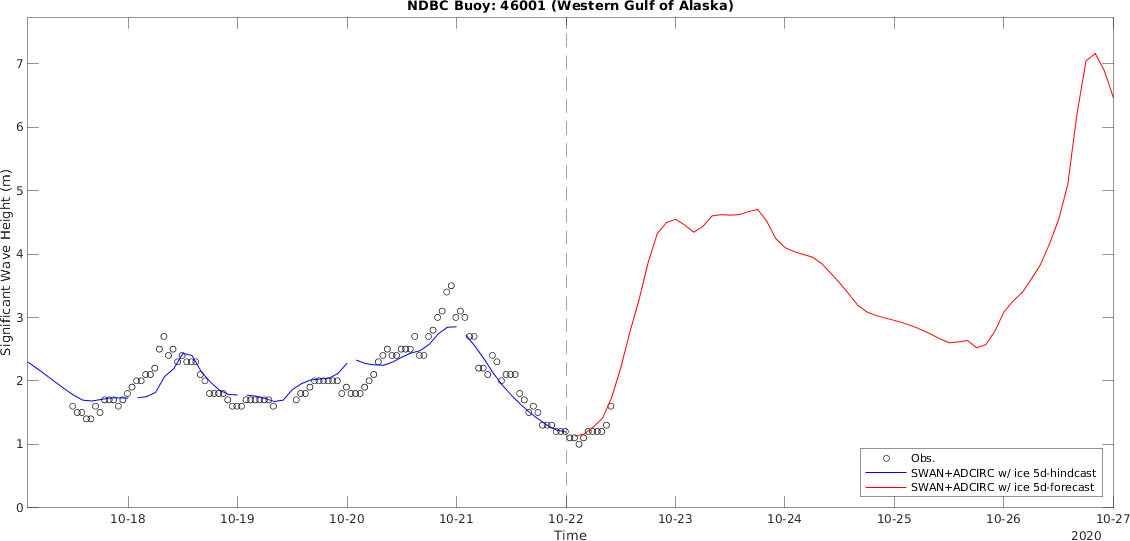 NDBC Buoy: 46001 (Western Gulf of Alaska)
Significant Wave Height (m)
7
6
5
4
3
2
1
0
10-18 10-19 10-20 10-21 10-22 10-23 10-24 10-25 10-26 10-27
Time
2020
Obs.
SWAN+ADCIRC w/ ice 5d-hindcast
SWAN+ADCIRC w/ ice 5d-forecast